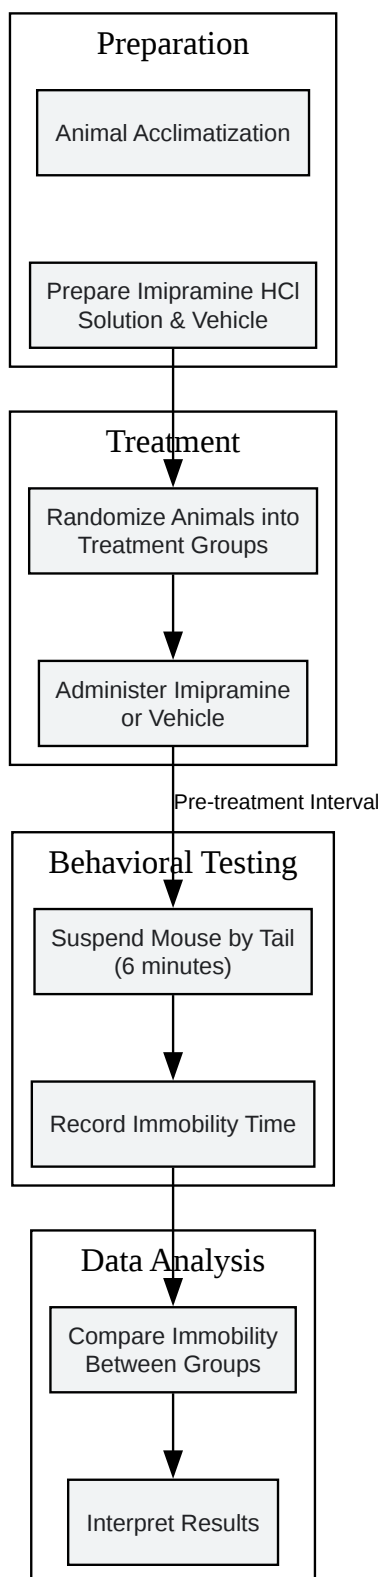 Preparation
Animal Acclimatization
Prepare Imipramine HCl
Solution & Vehicle
Treatment
Randomize Animals into
Treatment Groups
Administer Imipramine
or Vehicle
Pre-treatment Interval
Behavioral Testing
Suspend Mouse by Tail
(6 minutes)
Record Immobility Time
Data Analysis
Compare Immobility
Between Groups
Interpret Results